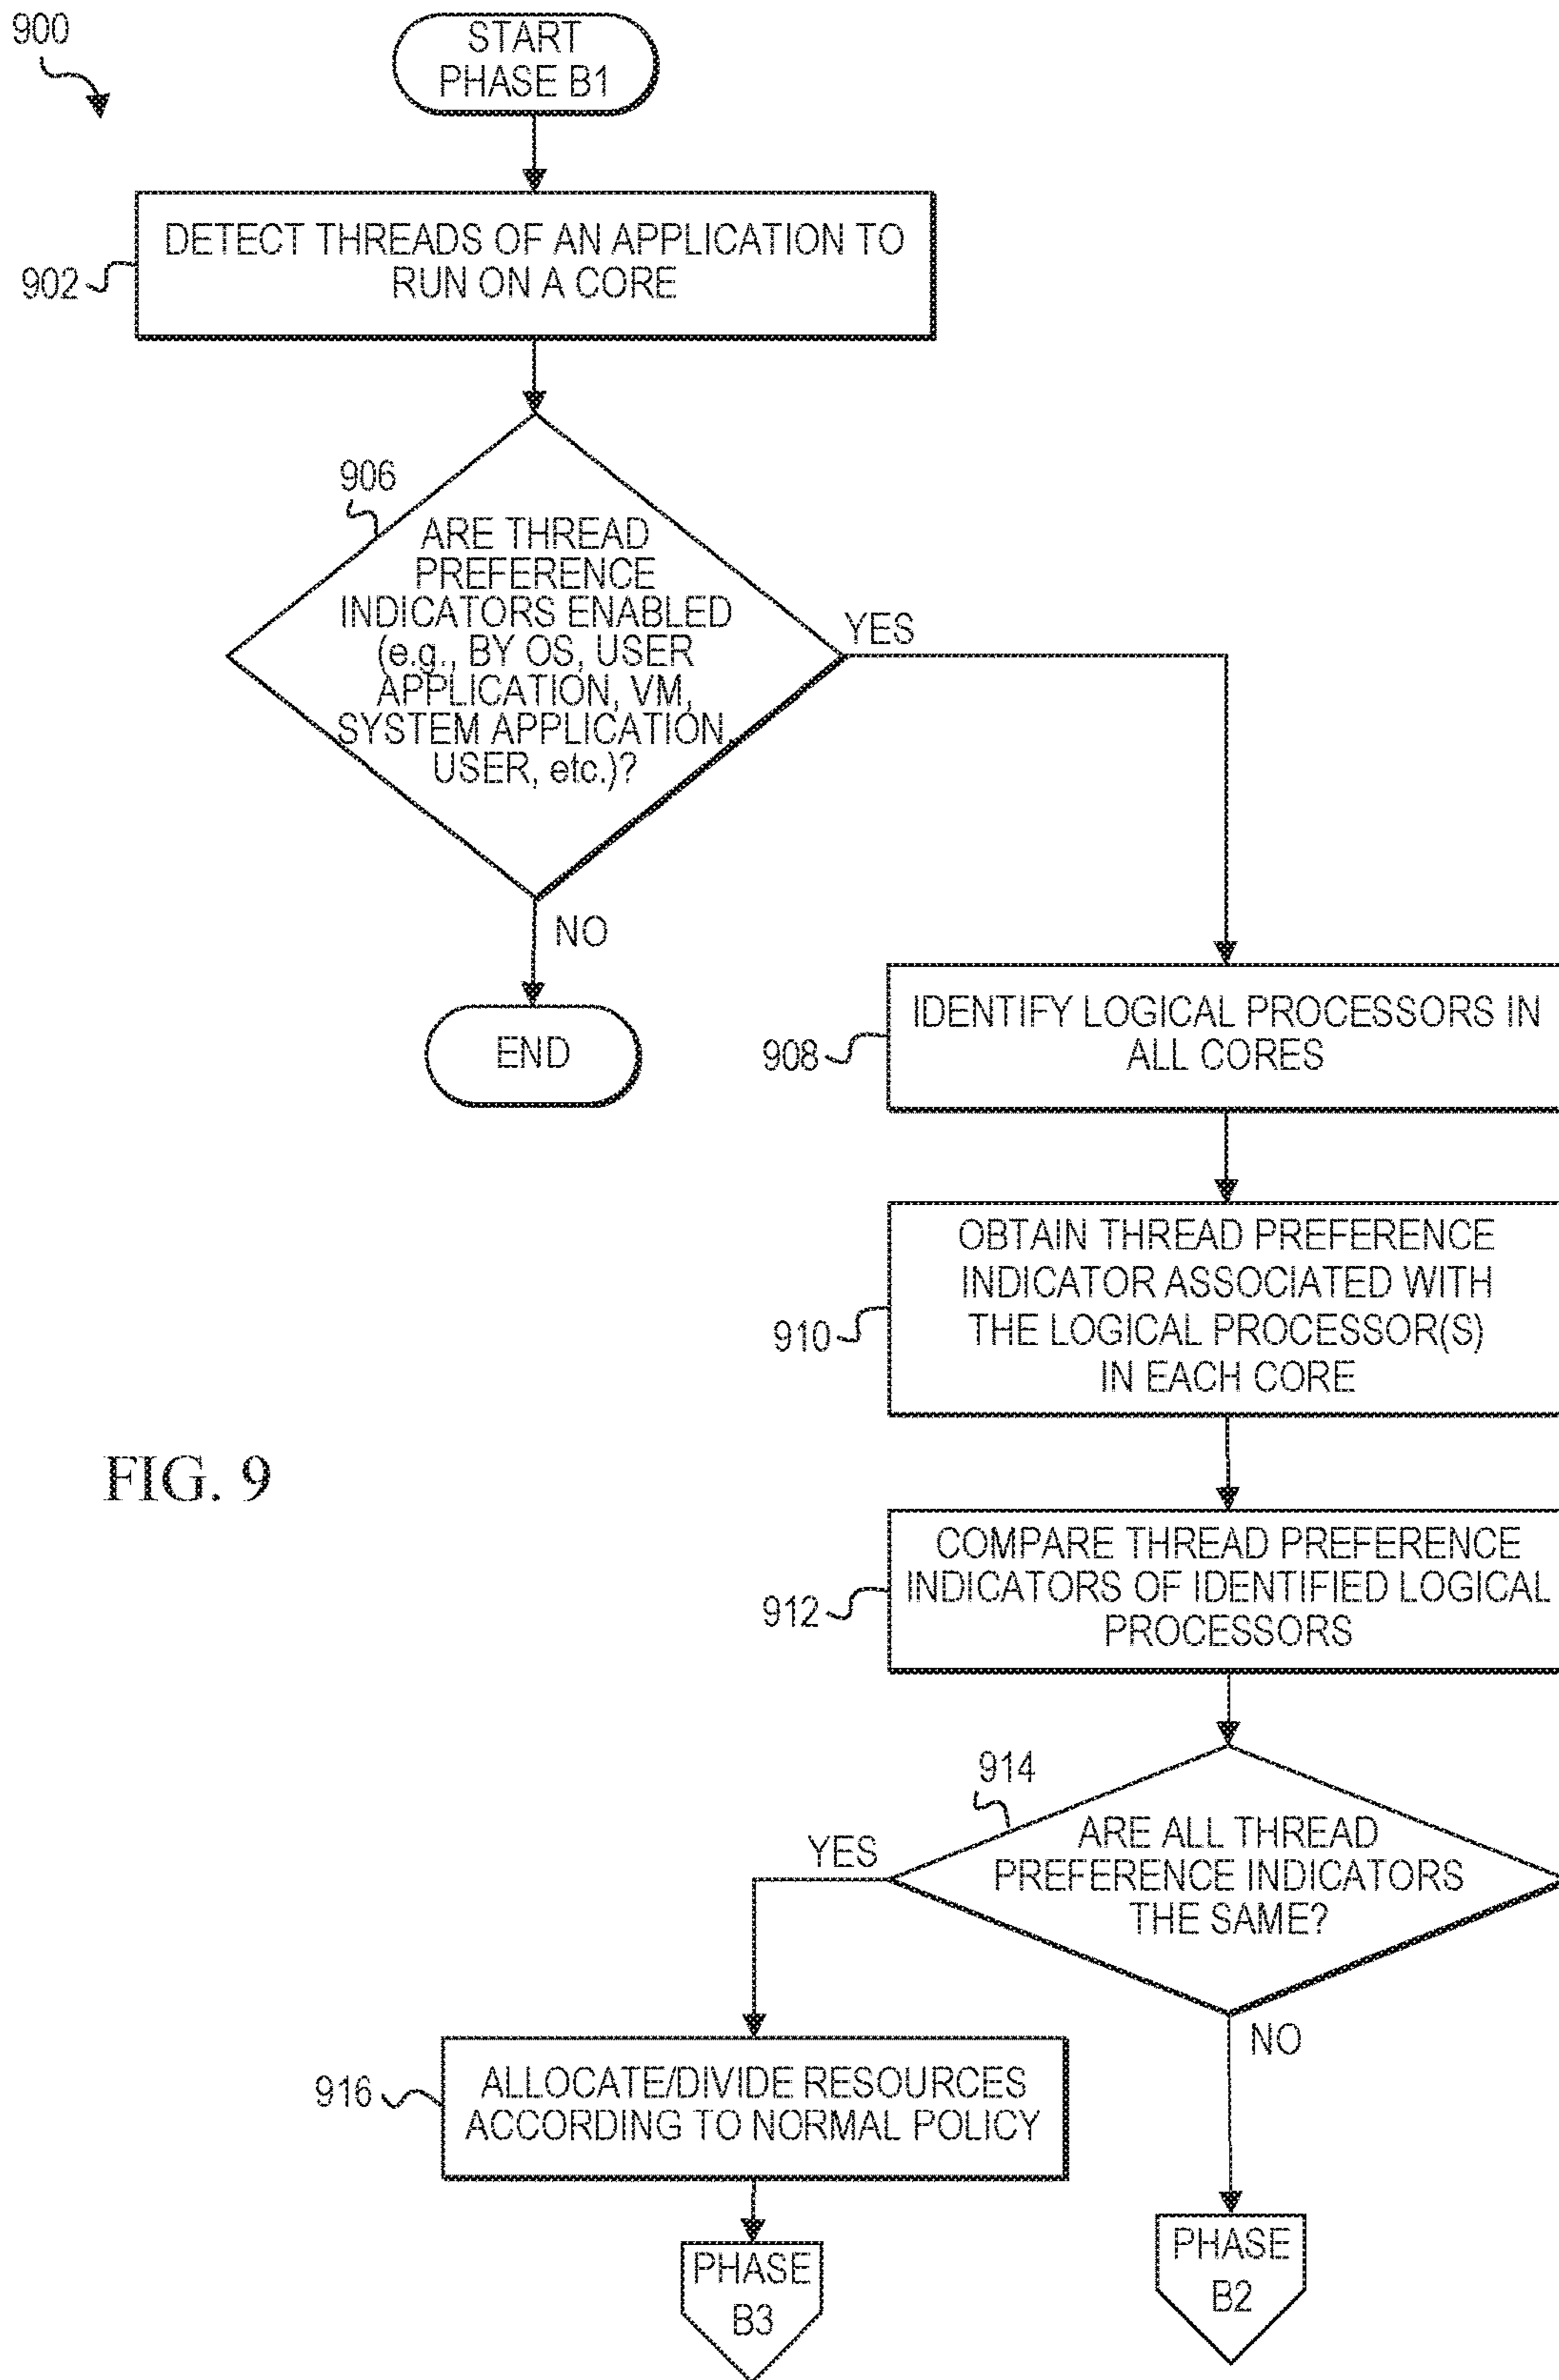 900
START
PHASE B1
DETECT THREADS OF AN APPLICATION TO
RUN ON A CORE
902
906
ARE THREAD
PREFERENCE
INDICATORS ENABLED
(e.g., BY OS, USER
APPLICATION, VM,
SYSTEM APPLICATION,
USER, etc.)?
YES
NO
END
IDENTIFY LOGICAL PROCESSORS IN
ALL CORES
908
OBTAIN THREAD PREFERENCE
INDICATOR ASSOCIATED WITH
THE LOGICAL PROCESSOR(S)
IN EACH CORE
910
FIG. 9
COMPARE THREAD PREFERENCE
INDICATORS OF IDENTIFIED LOGICAL
PROCESSORS
912
914
ARE ALL THREAD
PREFERENCE INDICATORS
THE SAME?
YES
NO
916
ALLOCATE/DIVIDE RESOURCES
ACCORDING TO NORMAL POLICY
PHASE
B3
PHASE
B2